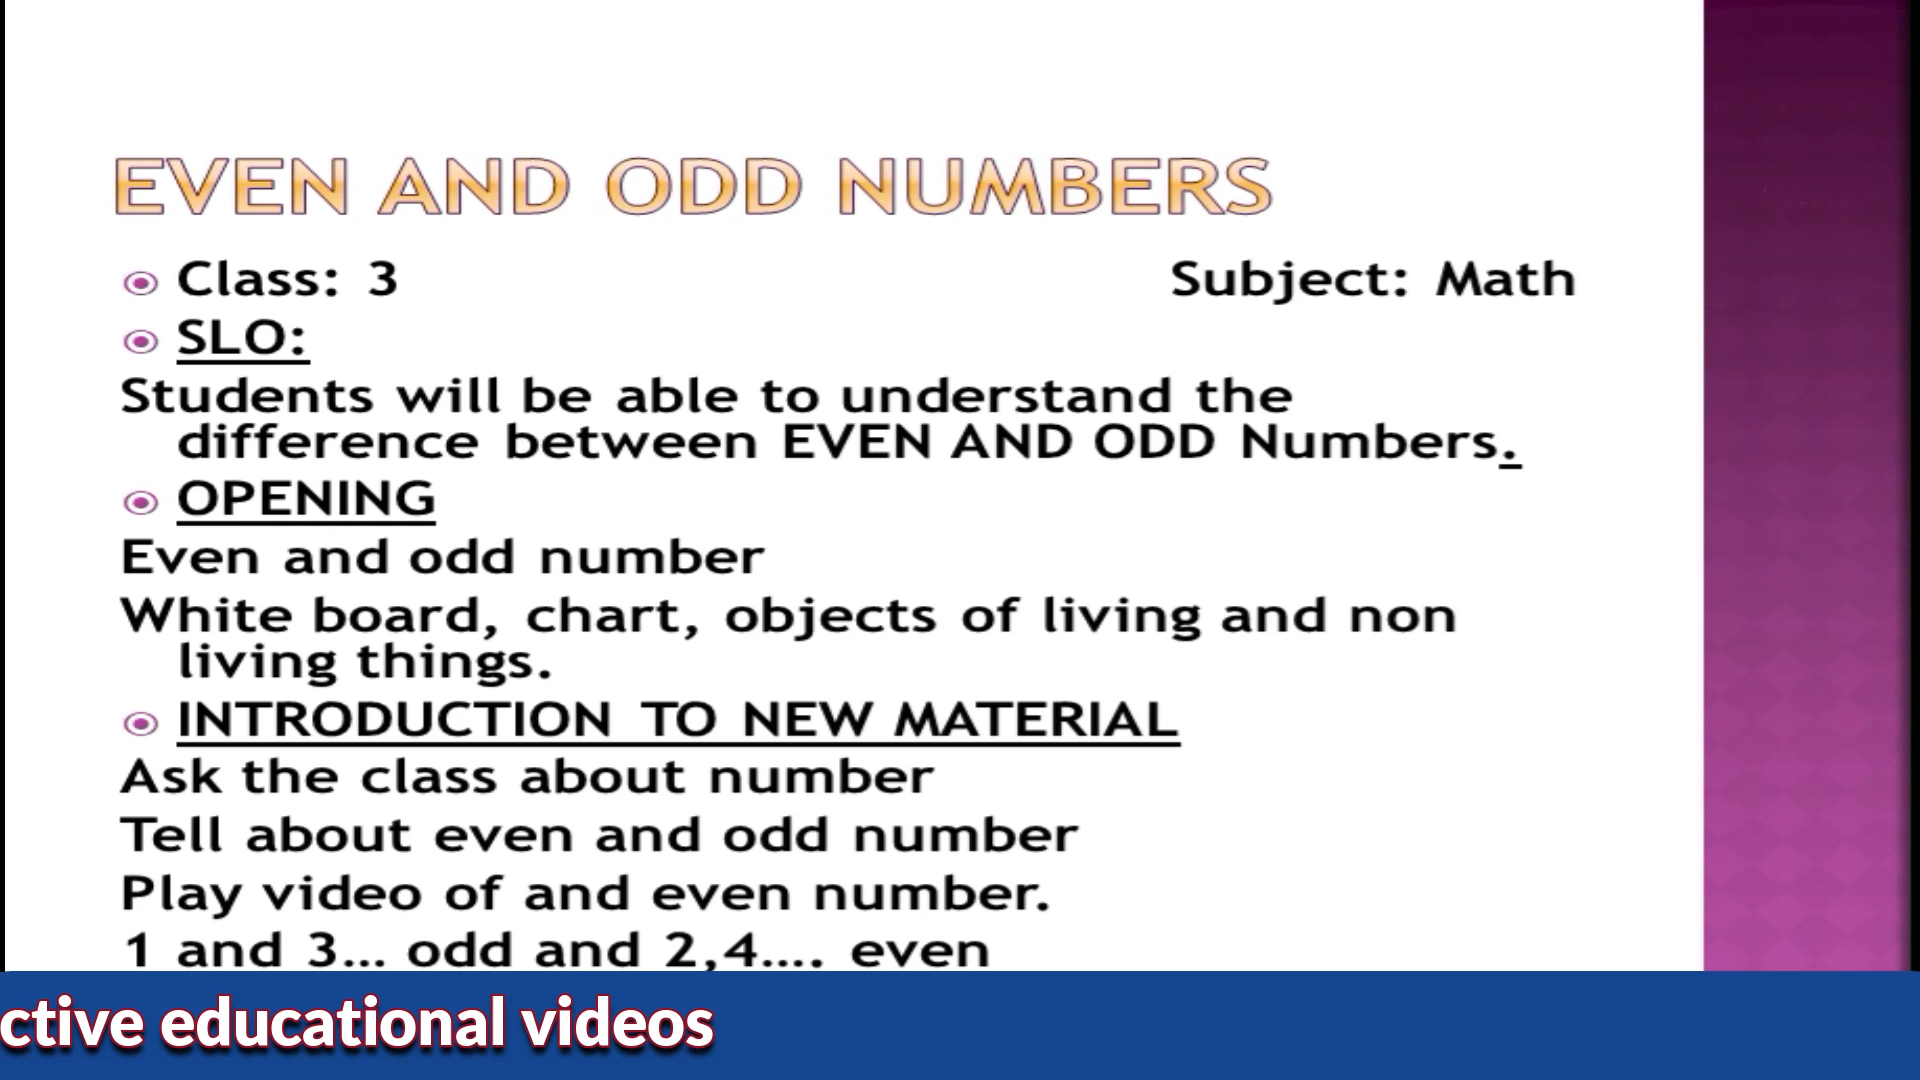 EVEN AND ODD NUMBERS
Class: 3 Subject: Math
SLO:
Students will be able to understand the
difference between EVEN AND ODD Numbers.
OPENING
Even and odd number
White board, chart, objects of living and non
living things.
INTRODUCTION TO NEW MATERIAL
Ask the class about number
Tell about even and odd number
Play video of and even number.
1 and 3... odd and 2,4.... even
ctive educational videos